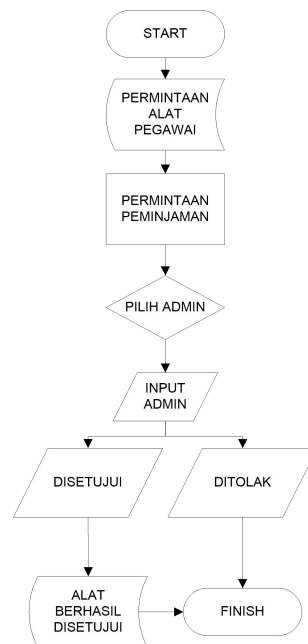 START
PERMINTAAN
ALAT
PEGAWAI
PERMINTAAN
PEMINJAMAN
PILIH ADMIN
INPUT
ADMIN
DISETUJUI
DITOLAK
ALAT
BERHASIL
DISETUJUI
FINISH